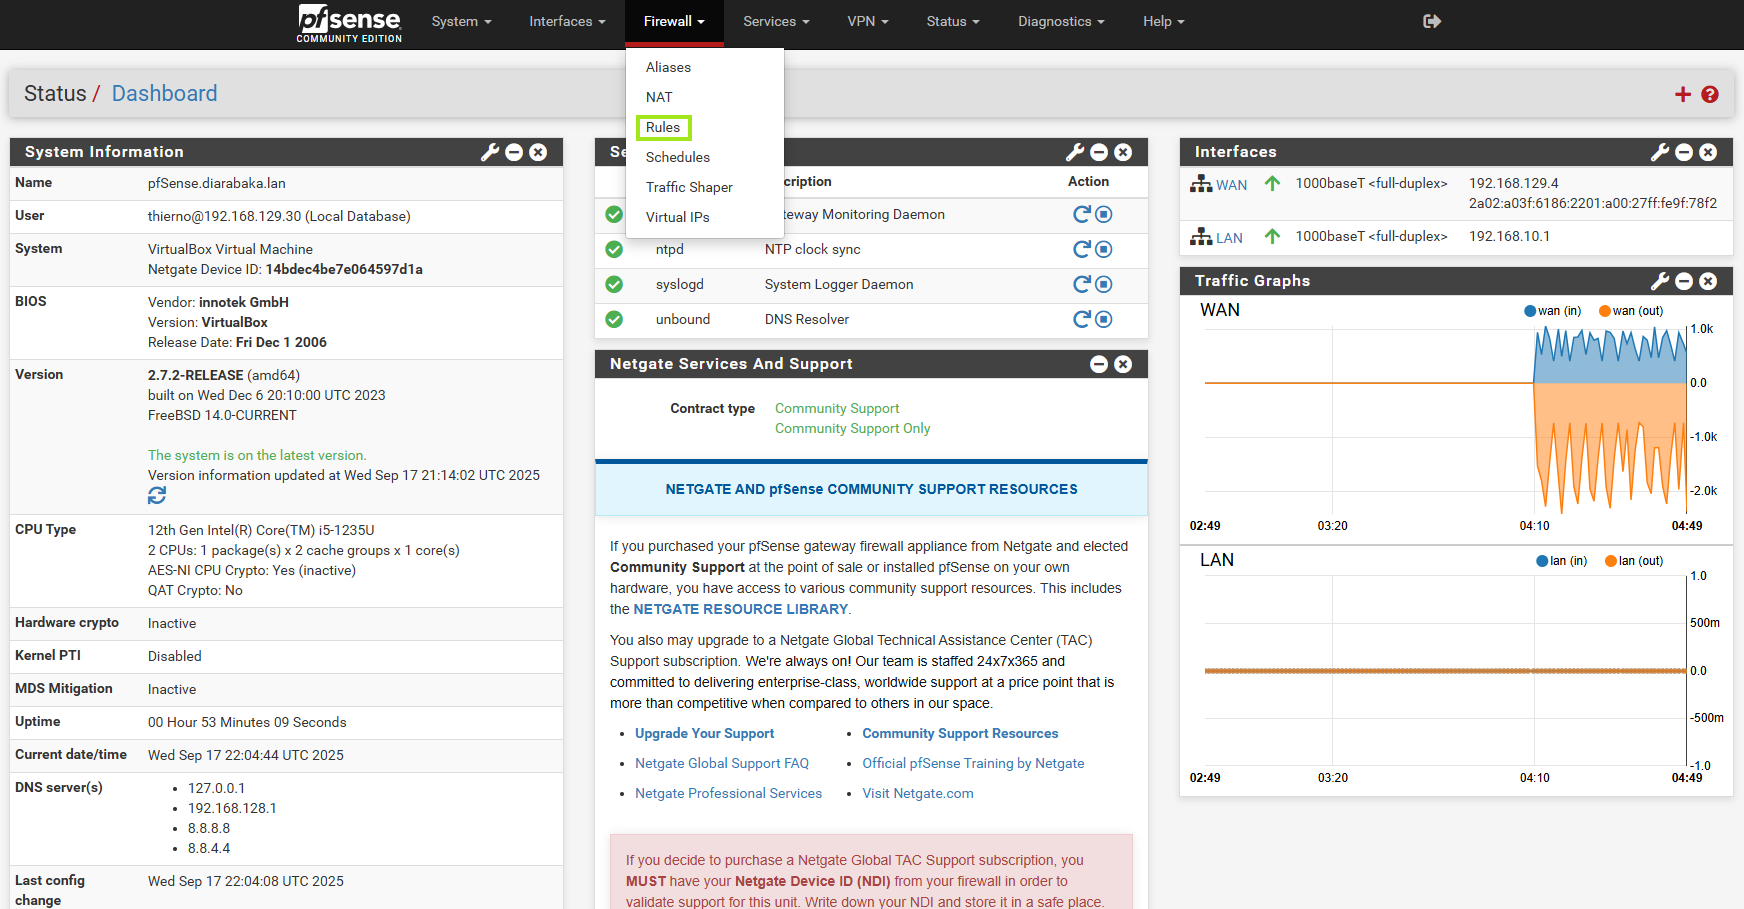 pfsense
COMMUNITY EDITION
System
Interfaces
Firewall
Services
VPN
Status
Diagnostics
Help
Aliases
NAT
Rules
Schedules
Traffic Shaper
Virtual IPs
Status / Dashboard
System Information
Name pfSense.diarabaka.lan
User thierno@192.168.129.30 (Local Database)
System VirtualBox Virtual Machine
Netgate Device ID: 14bdec4be7e064597d1a
BIOS Vendor: innotek GmbH
Version: VirtualBox
Release Date: Fri Dec 1 2006
Version 2.7.2-RELEASE (amd64)
built on Wed Dec 6 20:10:00 UTC 2023
FreeBSD 14.0-CURRENT
The system is on the latest version.
Version information updated at Wed Sep 17 21:14:02 UTC 2025
CPU Type 12th Gen Intel(R) Core(TM) i5-1235U
2 CPUs: 1 package(s) x 2 cache groups x 1 core(s)
AES-NI CPU Crypto: Yes (inactive)
QAT Crypto: No
Hardware crypto Inactive
Kernel PTI Disabled
MDS Mitigation Inactive
Uptime 00 Hour 53 Minutes 09 Seconds
Current date/time Wed Sep 17 22:04:44 UTC 2025
DNS server(s)
127.0.0.1
192.168.128.1
8.8.8.8
8.8.4.4
Last config change Wed Sep 17 22:04:08 UTC 2025
Action
teway Monitoring Daemon
ntpd NTP clock sync
syslogd System Logger Daemon
unbound DNS Resolver
Netgate Services And Support
Contract type Community Support
Community Support Only
NETGATE AND pfSense COMMUNITY SUPPORT RESOURCES
If you purchased your pfSense gateway firewall appliance from Netgate and elected
Community Support at the point of sale or installed pfSense on your own
hardware, you have access to various community support resources. This includes
the NETGATE RESOURCE LIBRARY.
You also may upgrade to a Netgate Global Technical Assistance Center (TAC)
Support subscription. We're always on! Our team is staffed 24x7x365 and
committed to delivering enterprise-class, worldwide support at a price point that is
more than competitive when compared to others in our space.
Upgrade Your Support
Community Support Resources
Netgate Global Support FAQ
Official pfSense Training by Netgate
Netgate Professional Services
Visit Netgate.com
If you decide to purchase a Netgate Global TAC Support subscription, you
MUST have your Netgate Device ID (NDI) from your firewall in order to
validate support for this unit. Write down your NDI and store it in a safe place.
Interfaces
WAN 1000baseT <full-duplex> 192.168.129.4
2a02:a03f:6186:2201:a00:27ff:fe9f:78f2
LAN 1000baseT <full-duplex> 192.168.10.1
Traffic Graphs
WAN
wan (in) wan (out)
1.0k
0.0
-1.0k
-2.0k
02:49 03:20 04:10 04:49
LAN
lan (in) lan (out)
1.0
500m
0.0
-500m
-1.0
02:49 03:20 04:10 04:49